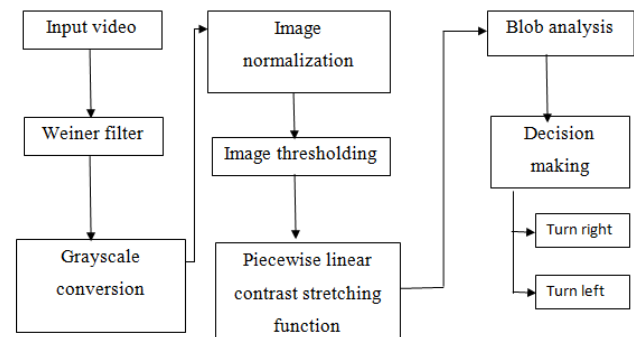 Input video
Weiner filter
Grayscale
conversion
Image
normalization
Image thresholding
Piecewise linear
contrast stretching
function
Blob analysis
Decision
making
Turn right
Turn left